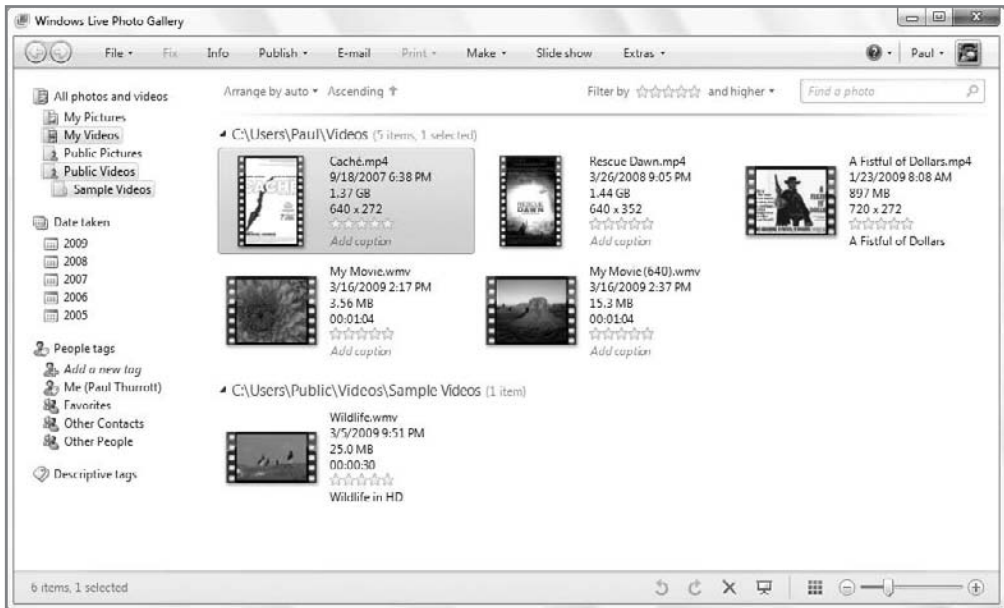 Windows Live Photo Gallery
File Fix Info Publish E-mail Print Make Slide show Extras Paul
All photos and videos
My Pictures
My Videos
Public Pictures
Public Videos
Sample Videos
Date taken
2009
2008
2007
2006
2005
People tags
Add a new tag
Me (Paul Thurrott)
Favorites
Other Contacts
Other People
Descriptive tags
Arrange by auto Ascending Filter by and higher Find a photo
C:\Users\Paul\Videos (5 items, 1 selected)
Caché.mp4
9/18/2007 6:38 PM
1.37 GB
640 x 272
Add caption
Rescue Dawn.mp4
3/26/2008 9:05 PM
1.44 GB
640 x 352
Add caption
A Fistful of Dollars.mp4
1/23/2009 8:08 AM
897 MB
720 x 272
A Fistful of Dollars
My Movie.wmv
3/16/2009 2:17 PM
3.56 MB
00:01:04
Add caption
My Movie (640).wmv
3/16/2009 2:37 PM
15.3 MB
00:01:04
Add caption
C:\Users\Public\Videos\Sample Videos (1 item)
Wildlife.wmv
3/5/2009 9:51 PM
25.0 MB
00:00:30
Wildlife in HD
6 items, 1 selected
CACHÉ
RESCUE
DAWN